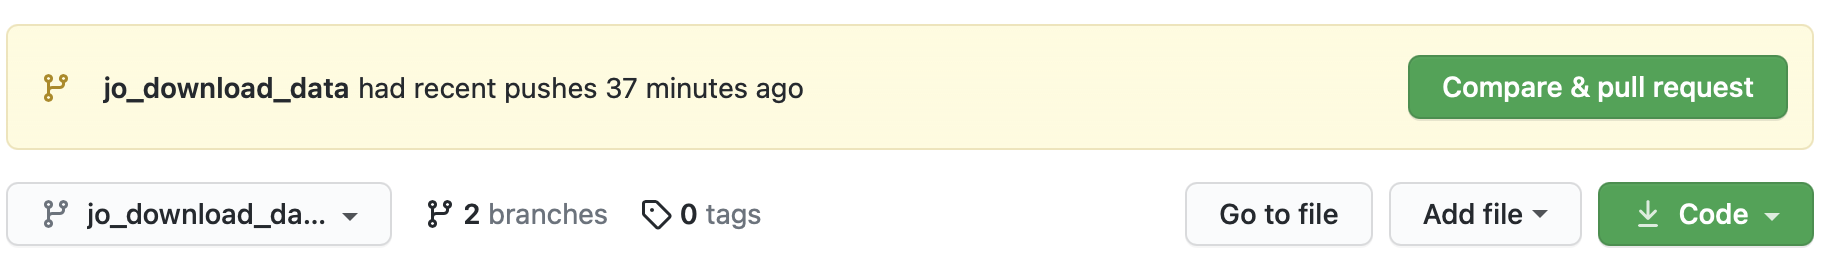 jo_download_data had recent pushes 37 minutes ago
Compare & pull request
jo_download_da...
2 branches
0 tags
Go to file
Add file
Code